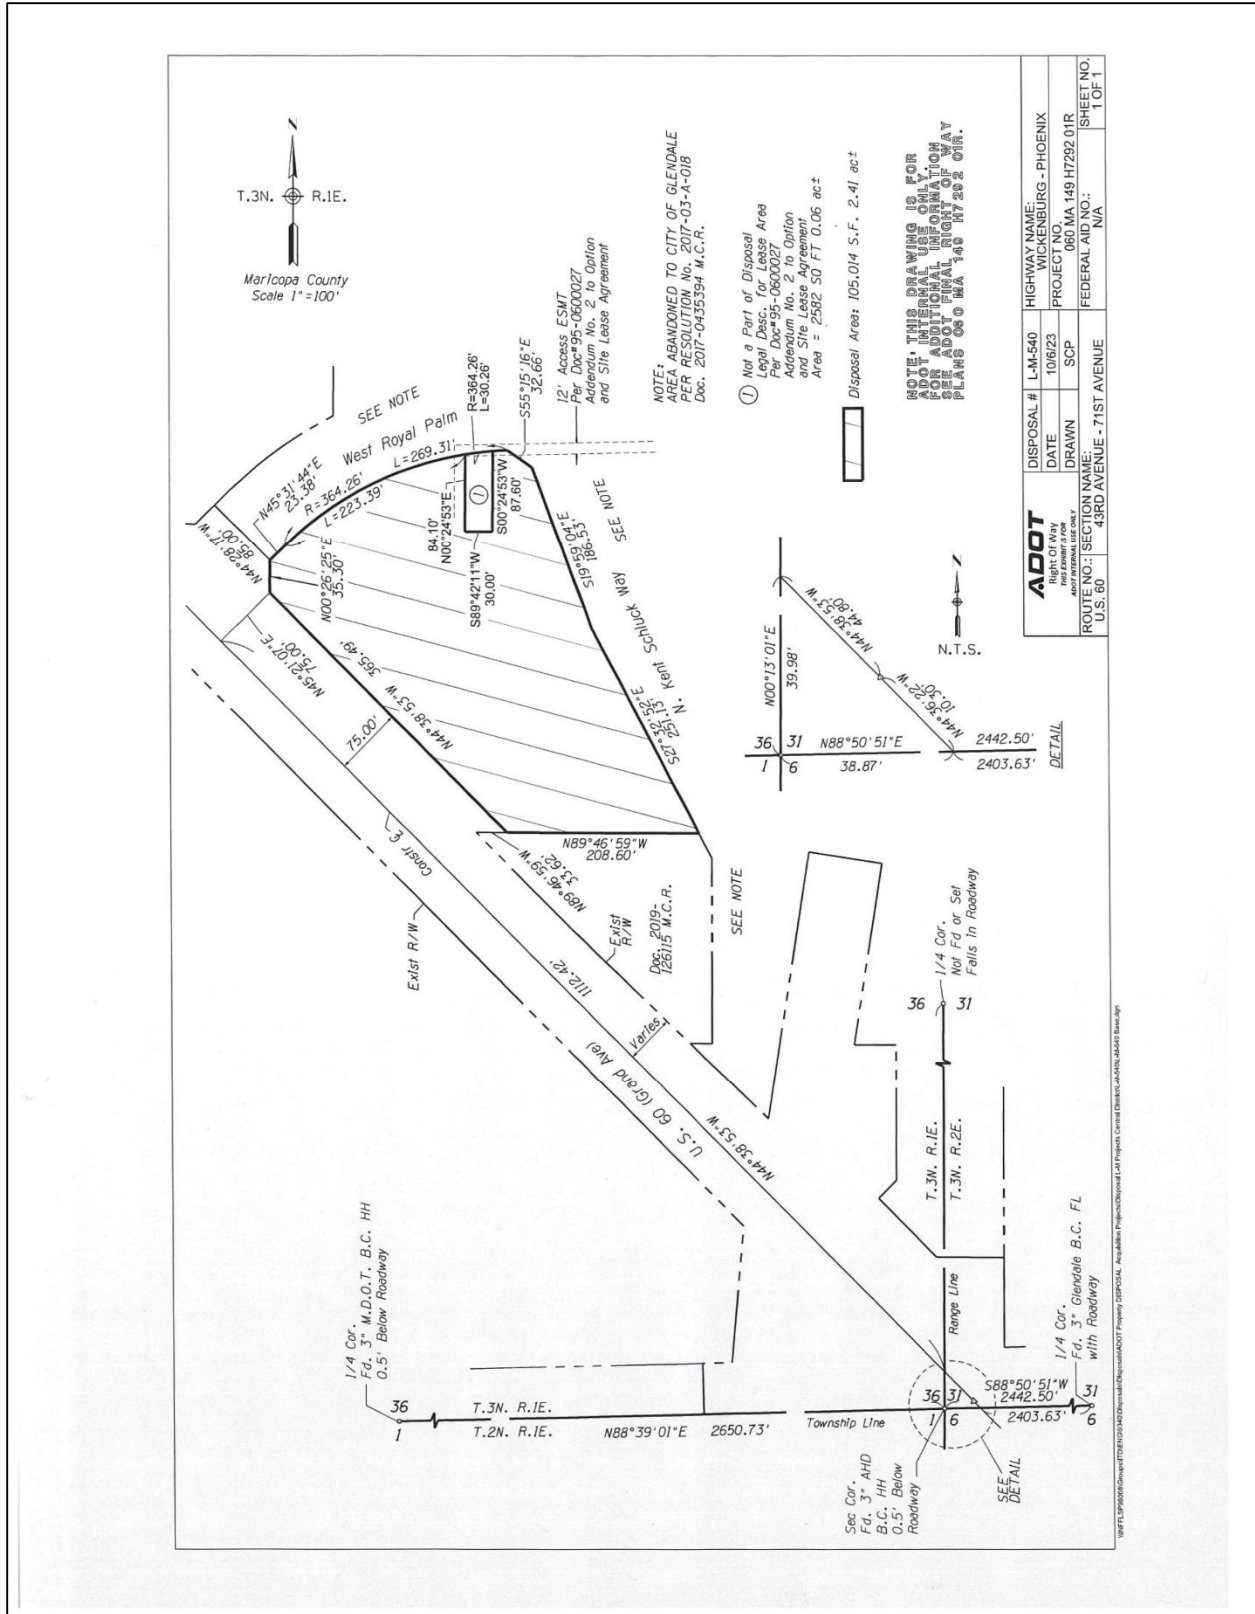 T.3N. R.1E.
Maricopa County
Scale 1" =100'
N44°28'17"W
85.00'
N45°31'44"E
23.38'
SEE NOTE
West Royal Palm
R=364.26'
L=223.39'
L=269.31'
R=364.26'
L=30.26'
S55°15'16"E
32.66'
12' Access ESMT
Per Doc#95-0600027
Addendum No. 2 to Option
and Site Lease Agreement
N00°26'25"E
35.30'
84.10'
N00°24'53"E
1
S00°24'53"W
87.60'
S89°42'11"W
30.00'
N45°21'07"E
75.00'
365.49'
N44°38'53"W
75.00'
S19°59'04"E
186.53'
SEE NOTE
S27°32'52"E
251.13'
N. Kent Schluck Way
N89°46'59"W
208.60'
N89°46'59"W
33.62'
Constr ℄
Exist R/W
Exist
R/W
Doc. 2019-
126115 M.C.R.
SEE NOTE
1112.42'
Varies
U.S. 60 (Grand Ave)
N44°38'53"W
NOTE:
AREA ABANDONED TO CITY OF GLENDALE
PER RESOLUTION No. 2017-03-A-018
Doc. 2017-0435394 M.C.R.
1 Not a Part of Disposal
Legal Desc. for Lease Area
Per Doc#95-0600027
Addendum No. 2 to Option
and Site Lease Agreement
Area = 2582 SQ FT 0.06 ac±
Disposal Area: 105,014 S.F. 2.41 ac±
NOTE: THIS DRAWING IS FOR
ADOT INTERNAL USE ONLY.
FOR ADDITIONAL INFORMATION
SEE ADOT FINAL RIGHT OF WAY
PLANS 060 MA 149 H7292 01R.
N00°13'01"E
39.98'
N44°38'53"W
44.80'
N44°36'22"W
10.30'
36 31
1 6
N88°50'51"E
38.87'
2442.50'
2403.63'
DETAIL
N.T.S.
1/4 Cor.
Fd. 3" M.D.O.T. B.C. HH
0.5' Below Roadway
36
1
T.3N. R.1E.
T.2N. R.1E.
N88°39'01"E 2650.73'
Township Line
Sec Cor.
Fd. 3" AHD
B.C. HH
0.5' Below
Roadway
36 31
1 6
SEE
DETAIL
S88°50'51"W
2442.50'
2403.63'
31
6
1/4 Cor.
Fd. 3" Glendale B.C. FL
with Roadway
Range Line
T.3N. R.1E.
T.3N. R.2E.
36 31
1/4 Cor.
Not Fd or Set
Falls in Roadway
ADOT
Right Of Way
THIS EXHIBIT IS FOR
ADOT INTERNAL USE ONLY
DISPOSAL # L-M-540
DATE 10/6/23
DRAWN SCP
HIGHWAY NAME:
WICKENBURG - PHOENIX
PROJECT NO.
060 MA 149 H7292 01R
ROUTE NO.:
U.S. 60
SECTION NAME:
43RD AVENUE - 71ST AVENUE
FEDERAL AID NO.:
N/A
SHEET NO.
1 OF 1